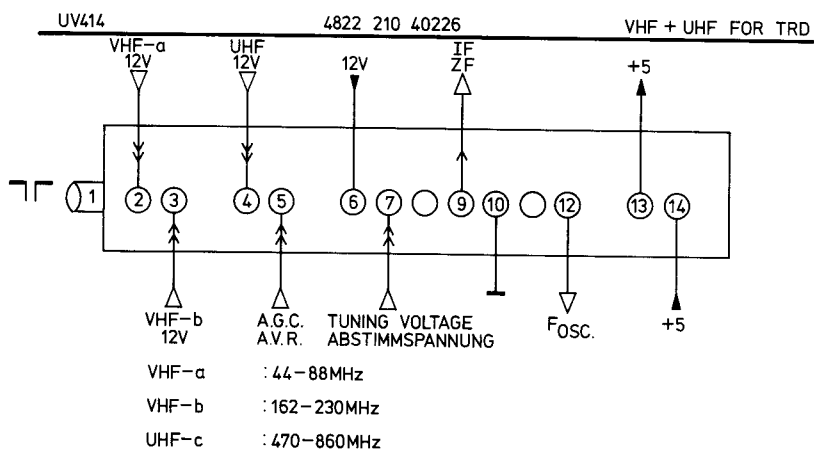 UV414 4822 210 40226 VHF + UHF FOR TRD
VHF-a UHF IF
12V 12V 12V ZF +5
1 2 3 4 5 6 7 9 10 12 13 14
VHF-b A.G.C. TUNING VOLTAGE FOSC. +5
12V A.V.R. ABSTIMMSPANNUNG
VHF-a :44-88MHz
VHF-b :162-230MHz
UHF-c :470-860MHz